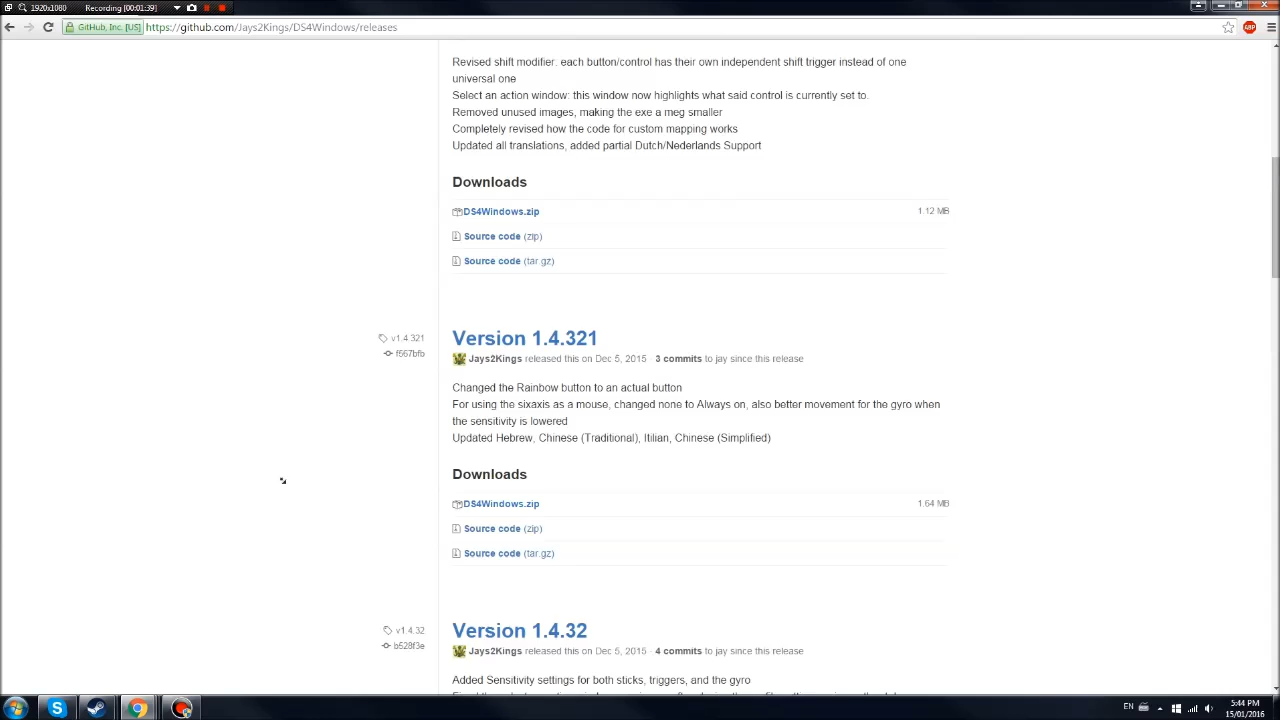 1920x1080 Recording [00:01:39]
GitHub, Inc. [US] https://github.com/Jays2Kings/DS4Windows/releases
ABP
Revised shift modifier: each button/control has their own independent shift trigger instead of one
universal one
Select an action window: this window now highlights what said control is currently set to.
Removed unused images, making the exe a meg smaller
Completely revised how the code for custom mapping works
Updated all translations, added partial Dutch/Nederlands Support
Downloads
DS4Windows.zip 1.12 MB
Source code (zip)
Source code (tar.gz)
v1.4.321
f567bfb
Version 1.4.321
Jays2Kings released this on Dec 5, 2015 · 3 commits to jay since this release
Changed the Rainbow button to an actual button
For using the sixaxis as a mouse, changed none to Always on, also better movement for the gyro when
the sensitivity is lowered
Updated Hebrew, Chinese (Traditional), Itilian, Chinese (Simplified)
Downloads
DS4Windows.zip 1.64 MB
Source code (zip)
Source code (tar.gz)
v1.4.32
b528f3e
Version 1.4.32
Jays2Kings released this on Dec 5, 2015 · 4 commits to jay since this release
Added Sensitivity settings for both sticks, triggers, and the gyro
EN
5:44 PM
15/01/2016